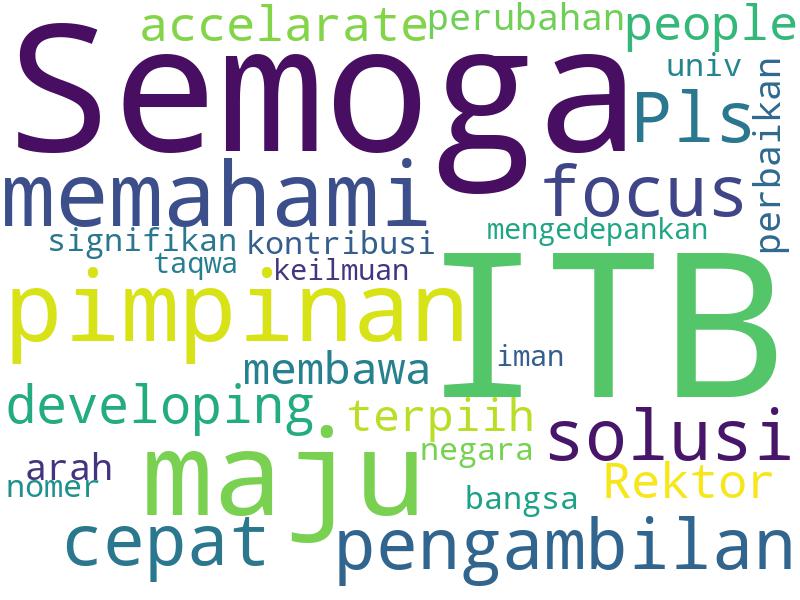 accelarate
perubahan
people
Semoga
univ
Pls
perbaikan
memahami
focus
signifikan
kontribusi
mengedepankan
taqwa
keilmuan
pimpinan
ITB
membawa
iman
developing
terpiih
solusi
maju
negara
arah
nomer
Rektor
bangsa
cepat
pengambilan